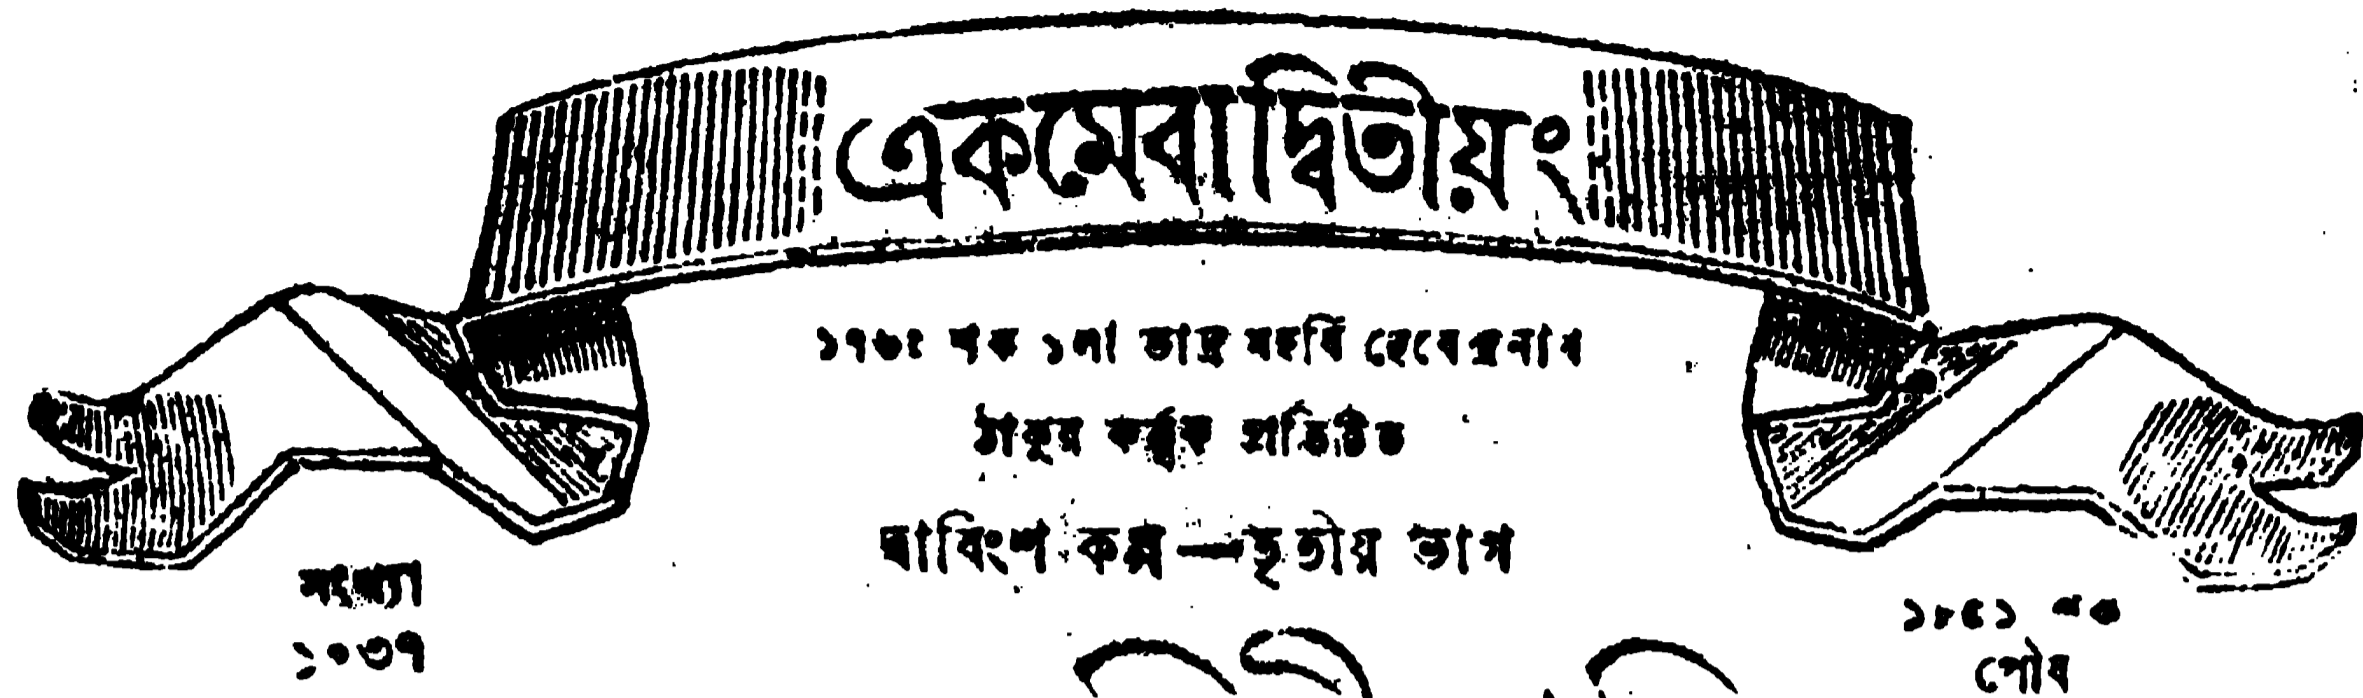 একমেবাদ্বিতীয়ং
১৭৬৫ শক ১লা ভাদ্র মহর্ষি দেবেন্দ্রনাথ
ঠাকুর কর্ত্তৃক প্রতিষ্ঠিত
দ্বাবিংশ কল্প—তৃতীয় ভাগ
সংখ্যা
১০৩৭
১৮৫১ শক
পৌষ